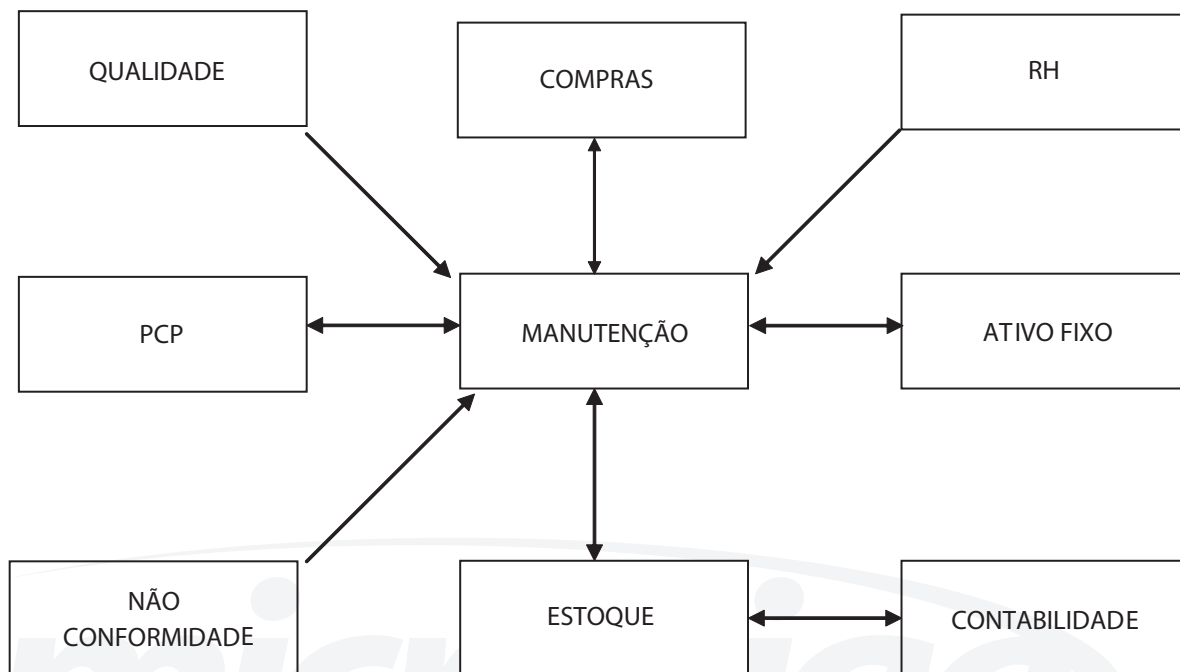 QUALIDADE
COMPRAS
RH
PCP
MANUTENÇÃO
ATIVO FIXO
NÃO
CONFORMIDADE
ESTOQUE
CONTABILIDADE